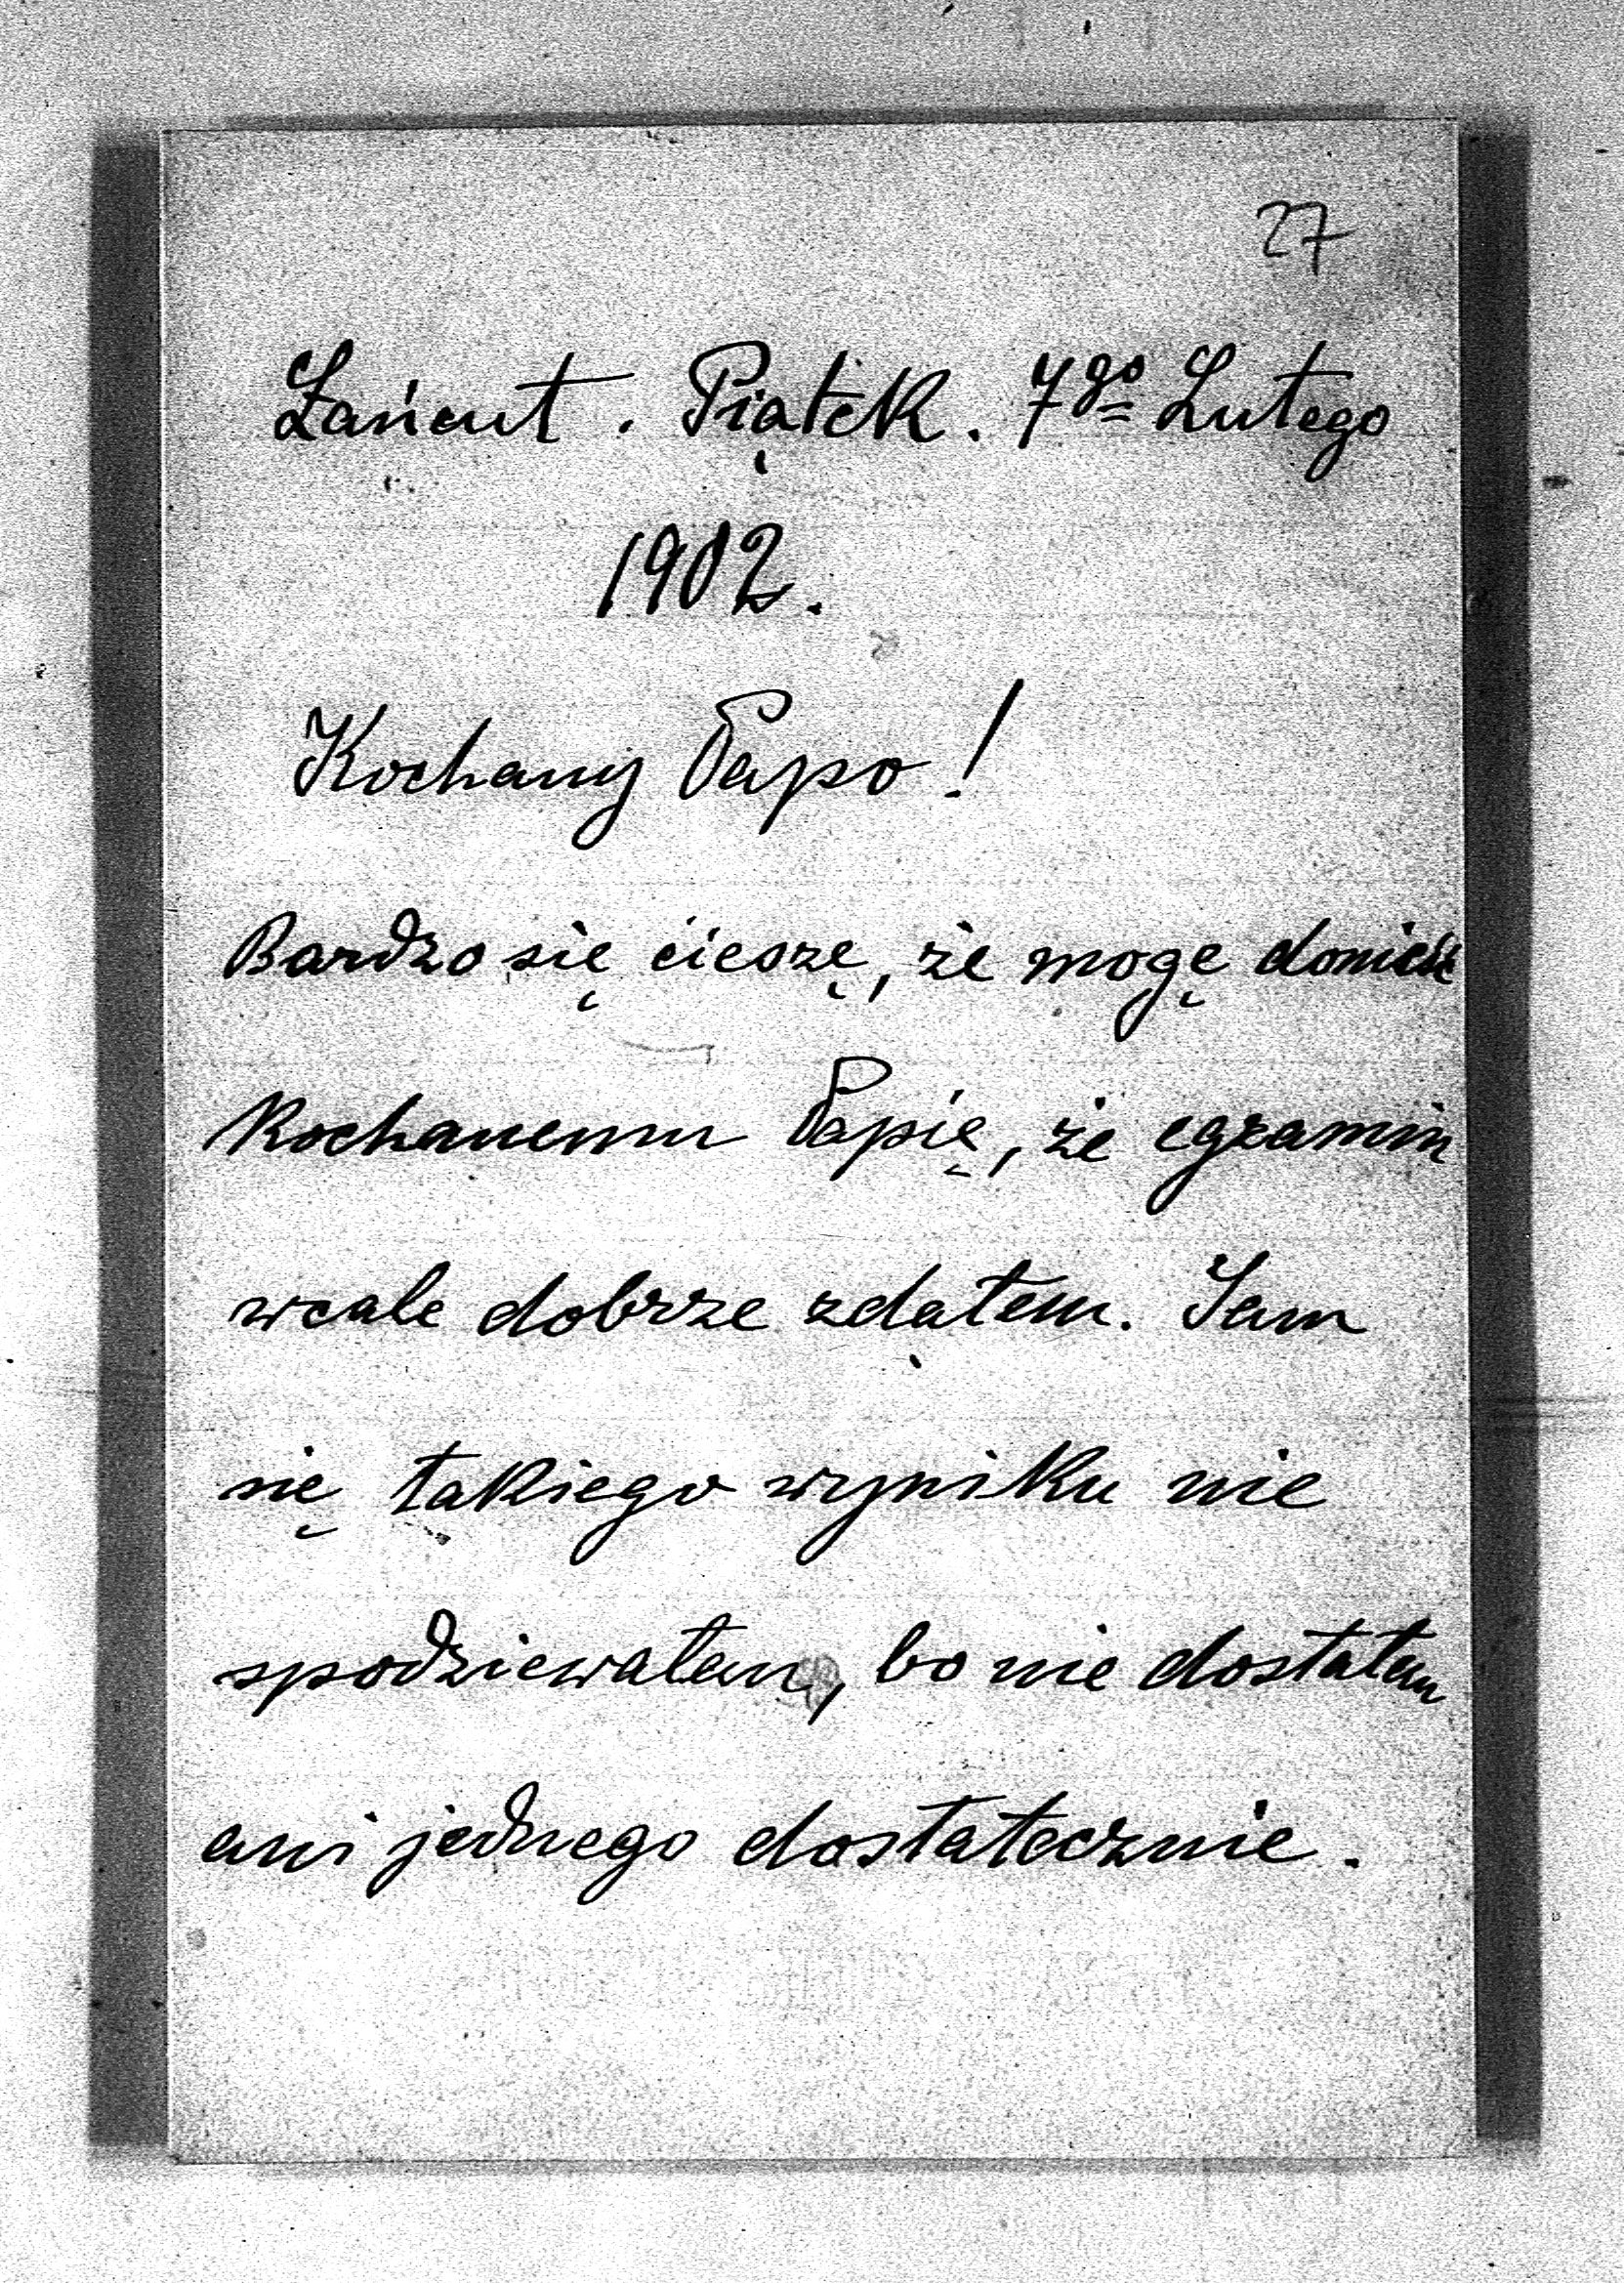 27
Łańcut. Piątek. 7go Lutego
1902.
Kochany Papo!
Bardzo się cieszę, że mogę donieść
Kochanemu Papię, że egzamin
wcale dobrze zdałem. Sam
się takiego wyniku nie
spodziewałem, bo nie dostałem
ani jednego dostatecznie.